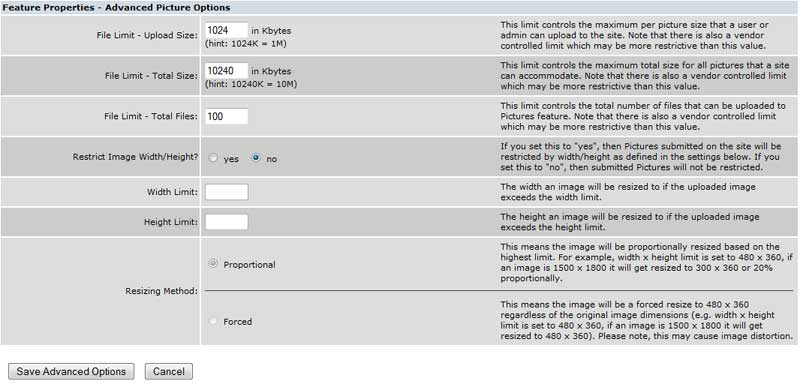 Feature Properties - Advanced Picture Options
File Limit - Upload Size:
1024 in Kbytes
(hint: 1024K = 1M)
This limit controls the maximum per picture size that a user or
admin can upload to the site. Note that there is also a vendor
controlled limit which may be more restrictive than this value.
File Limit - Total Size:
10240 in Kbytes
(hint: 10240K = 10M)
This limit controls the maximum total size for all pictures that a site
can accommodate. Note that there is also a vendor controlled limit
which may be more restrictive than this value.
File Limit - Total Files:
100
This limit controls the total number of files that can be uploaded to
Pictures feature. Note that there is also a vendor controlled limit
which may be more restrictive than this value.
Restrict Image Width/Height?
yes no
If you set this to "yes", then Pictures submitted on the site will be
restricted by width/height as defined in the settings below. If you
set this to "no", then submitted Pictures will not be restricted.
Width Limit:
The width an image will be resized to if the uploaded image
exceeds the width limit.
Height Limit:
The height an image will be resized to if the uploaded image
exceeds the height limit.
Resizing Method:
Proportional
This means the image will be proportionally resized based on the
highest limit. For example, width x height limit is set to 480 x 360, if
an image is 1500 x 1800 it will get resized to 300 x 360 or 20%
proportionally.
Forced
This means the image will be a forced resize to 480 x 360
regardless of the original image dimensions (e.g. width x height
limit is set to 480 x 360, if an image is 1500 x 1800 it will get
resized to 480 x 360). Please note, this may cause image distortion.
Save Advanced Options
Cancel